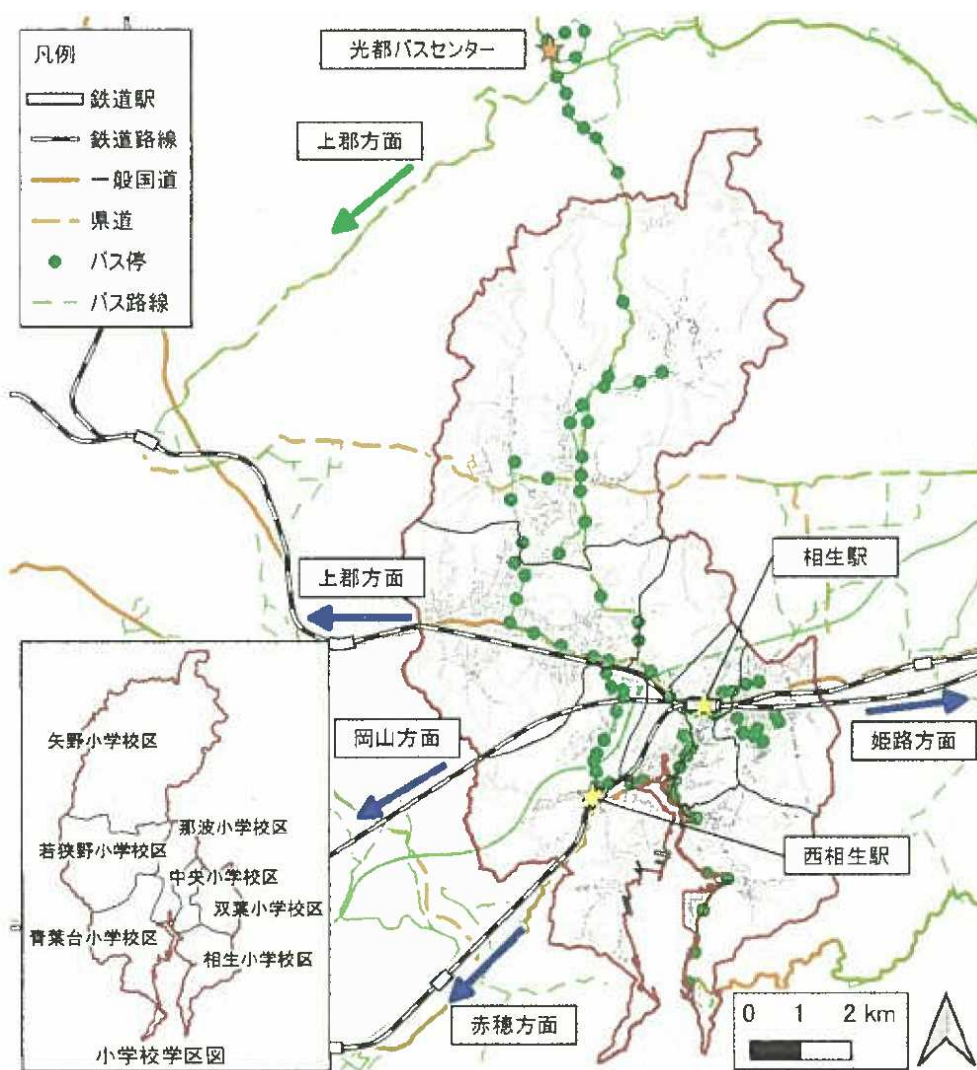 光都バスセンター
凡例
鉄道駅
鉄道路線
一般国道
県道
バス停
バス路線
上郡方面
相生駅
上郡方面
岡山方面
姫路方面
西相生駅
赤穂方面
矢野小学校区
那波小学校区
若狭野小学校区
中央小学校区
双葉小学校区
青葉台小学校区
相生小学校区
小学校学区図
0 1 2 km